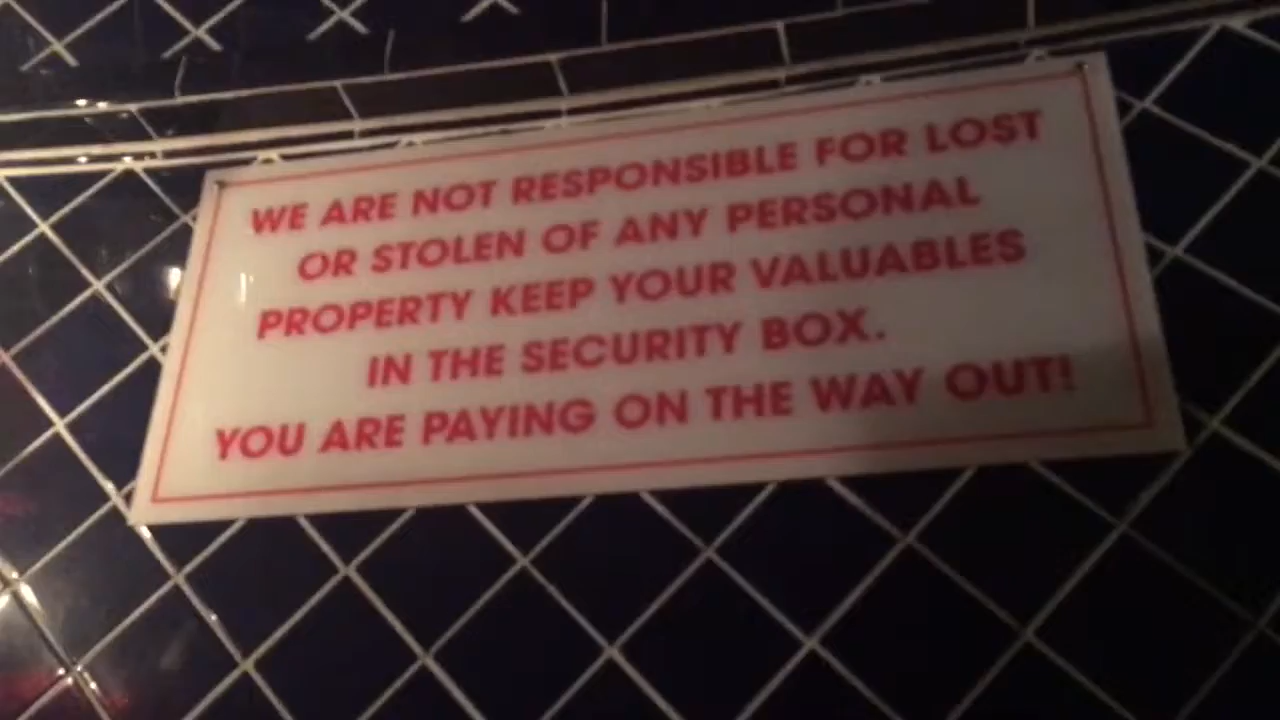 WE ARE NOT RESPONSIBLE FOR LOST
OR STOLEN OF ANY PERSONAL
PROPERTY KEEP YOUR VALUABLES
IN THE SECURITY BOX.
YOU ARE PAYING ON THE WAY OUT!